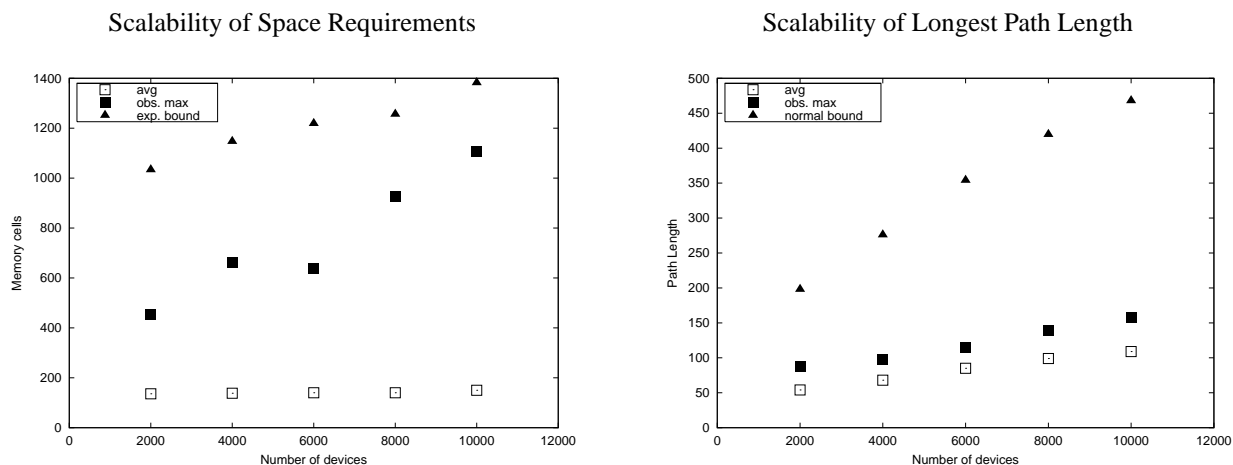 Scalability of Space Requirements
1400
1200
1000
800
600
400
200
0
avg
obs. max
exp. bound
Memory cells
0 2000 4000 6000 8000 10000 12000
Number of devices
Scalability of Longest Path Length
500
450
400
350
300
250
200
150
100
50
0
avg
obs. max
normal bound
Path Length
0 2000 4000 6000 8000 10000 12000
Number of devices